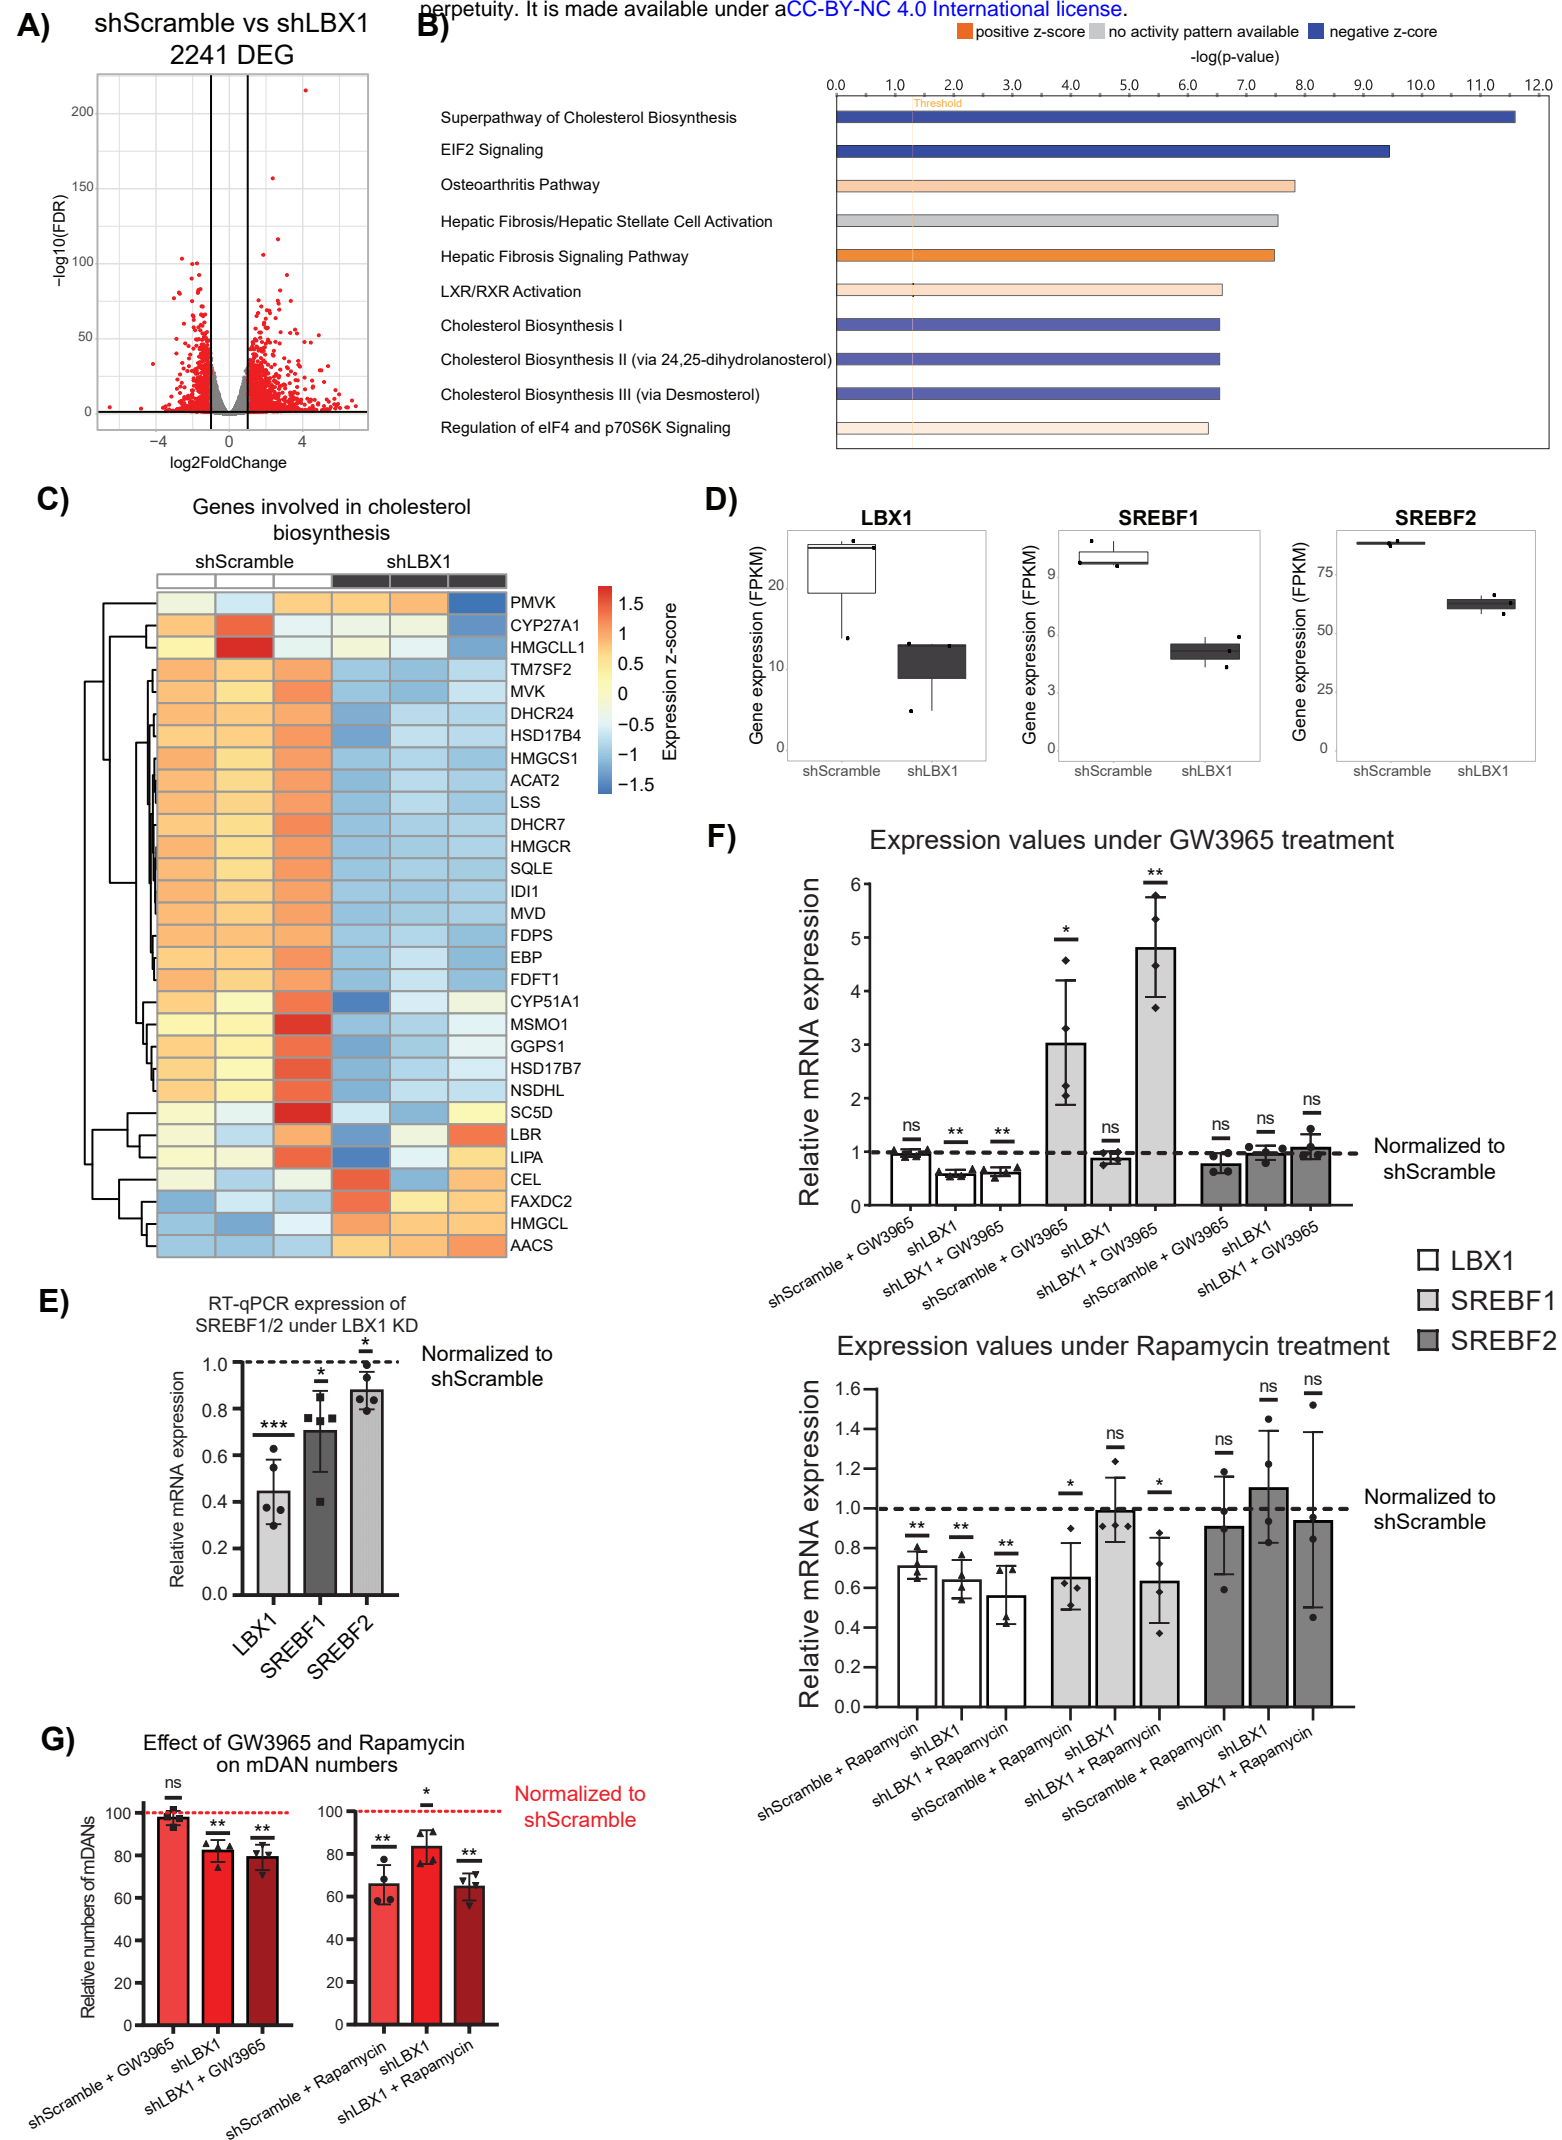 perpetuity. It is made available under aCC-BY-NC 4.0 International license.
A)
shScramble vs shLBX1
2241 DEG
−log10(FDR)
200
150
100
50
0
−4
0
4
log2FoldChange
B)
positive z-score
no activity pattern available
negative z-core
-log(p-value)
0.0
1.0
2.0
3.0
4.0
5.0
6.0
7.0
8.0
9.0
10.0
11.0
12.0
Threshold
Superpathway of Cholesterol Biosynthesis
EIF2 Signaling
Osteoarthritis Pathway
Hepatic Fibrosis/Hepatic Stellate Cell Activation
Hepatic Fibrosis Signaling Pathway
LXR/RXR Activation
Cholesterol Biosynthesis I
Cholesterol Biosynthesis II (via 24,25-dihydrolanosterol)
Cholesterol Biosynthesis III (via Desmosterol)
Regulation of eIF4 and p70S6K Signaling
C)
Genes involved in cholesterol
biosynthesis
shScramble
shLBX1
PMVK
CYP27A1
HMGCLL1
TM7SF2
MVK
DHCR24
HSD17B4
HMGCS1
ACAT2
LSS
DHCR7
HMGCR
SQLE
IDI1
MVD
FDPS
EBP
FDFT1
CYP51A1
MSMO1
GGPS1
HSD17B7
NSDHL
SC5D
LBR
LIPA
CEL
FAXDC2
HMGCL
AACS
1.5
1
0.5
0
−0.5
−1
−1.5
Expression z-score
D)
LBX1
Gene expression (FPKM)
20
10
0
shScramble
shLBX1
SREBF1
Gene expression (FPKM)
9
6
3
0
shScramble
shLBX1
SREBF2
Gene expression (FPKM)
75
50
25
0
shScramble
shLBX1
E)
RT-qPCR expression of
SREBF1/2 under LBX1 KD
Relative mRNA expression
1.0
0.8
0.6
0.4
0.2
0.0
***
*
*
Normalized to
shScramble
LBX1
SREBF1
SREBF2
F)
Expression values under GW3965 treatment
Relative mRNA expression
6
5
4
3
2
1
0
ns
**
**
*
ns
**
ns
ns
ns
Normalized to
shScramble
shScramble + GW3965
shLBX1
shLBX1 + GW3965
shScramble + GW3965
shLBX1
shLBX1 + GW3965
shScramble + GW3965
shLBX1
shLBX1 + GW3965
LBX1
SREBF1
SREBF2
Expression values under Rapamycin treatment
Relative mRNA expression
1.6
1.4
1.2
1.0
0.8
0.6
0.4
0.2
0.0
**
**
**
*
ns
*
ns
ns
ns
Normalized to
shScramble
shScramble + Rapamycin
shLBX1
shLBX1 + Rapamycin
shScramble + Rapamycin
shLBX1
shLBX1 + Rapamycin
shScramble + Rapamycin
shLBX1
shLBX1 + Rapamycin
G)
Effect of GW3965 and Rapamycin
on mDAN numbers
Relative numbers of mDANs
100
80
60
40
20
0
ns
**
**
shScramble + GW3965
shLBX1
shLBX1 + GW3965
100
80
60
40
20
0
**
*
**
shScramble + Rapamycin
shLBX1
shLBX1 + Rapamycin
Normalized to
shScramble